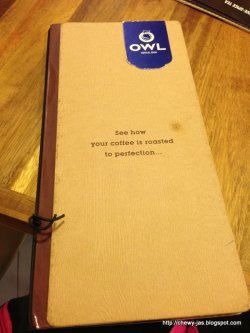 OWL
See how
your coffee is roasted
to perfection...
http://chewy-jas.blogspot.com